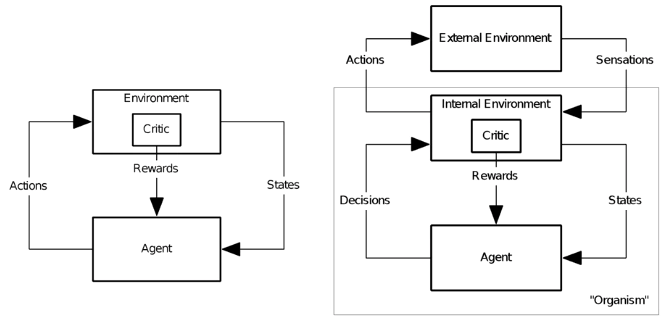 Environment
Critic
Rewards
Actions
States
Agent
External Environment
Actions
Sensations
Internal Environment
Critic
Rewards
Decisions
States
Agent
"Organism"